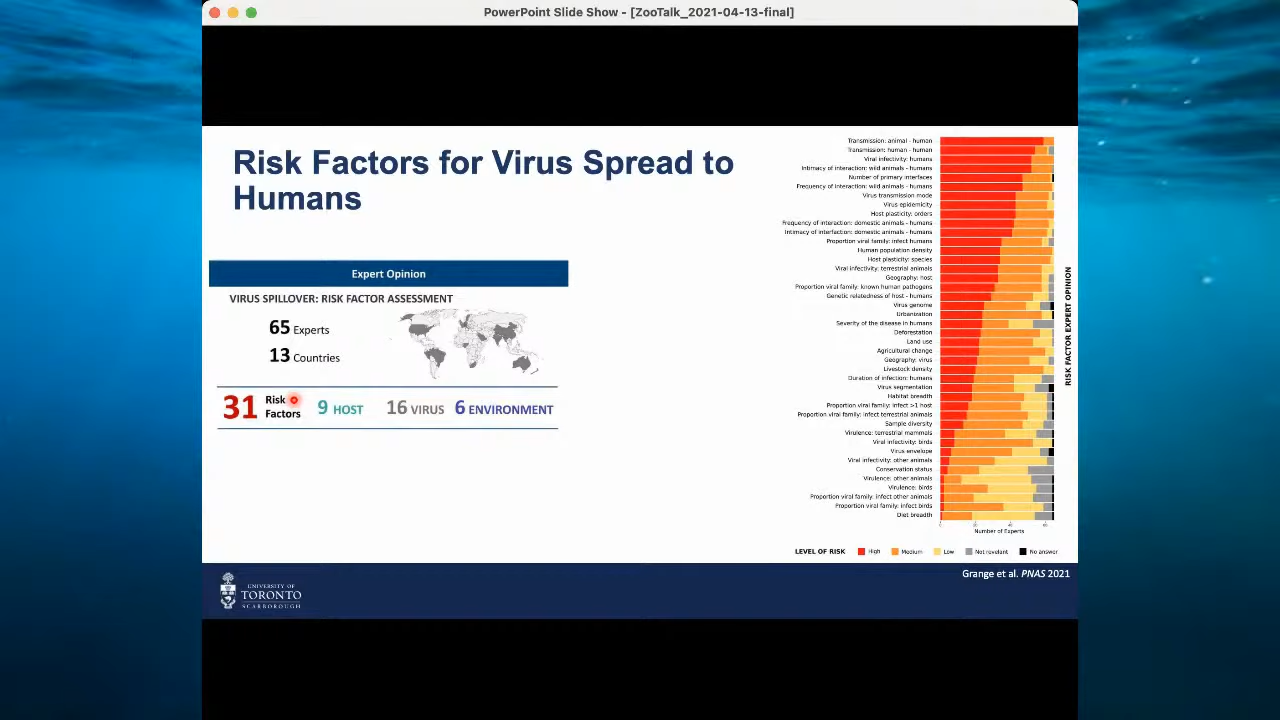 PowerPoint Slide Show - [ZooTalk_2021-04-13-final]
Risk Factors for Virus Spread to
Humans
Expert Opinion
VIRUS SPILLOVER: RISK FACTOR ASSESSMENT
65 Experts
13 Countries
31 Risk
Factors
9 HOST
16 VIRUS
6 ENVIRONMENT
Transmission: animal - human
Transmission: human - human
Viral infectivity: humans
Intimacy of interaction: wild animals - humans
Number of primary interfaces
Frequency of interaction: wild animals - humans
Virus transmission mode
Virus epidemicity
Host plasticity: orders
Frequency of interaction: domestic animals - humans
Intimacy of interfaction: domestic animals - humans
Proportion viral family: infect humans
Human population density
Host plasticity: species
Viral infectivity: terrestrial animals
Geography: host
Proportion viral family: known human pathogens
Genetic relatedness of host - humans
Virus genome
Urbanization
Severity of the disease in humans
Deforestation
Land use
Agricultural change
Geography: virus
Livestock density
Duration of infection: humans
Virus segmentation
Habitat breadth
Proportion viral family: infect >1 host
Proportion viral family: infect terrestrial animals
Sample diversity
Virulence: terrestrial mammals
Viral infectivity: birds
Virus envelope
Viral infectivity: other animals
Conservation status
Virulence: other animals
Virulence: birds
Proportion viral family: infect other animals
Proportion viral family: infect birds
Diet breadth
0 20 40 60
Number of Experts
RISK FACTOR EXPERT OPINION
LEVEL OF RISK High Medium Low Not revelant No answer
Grange et al. PNAS 2021
UNIVERSITY OF
TORONTO
SCARBOROUGH